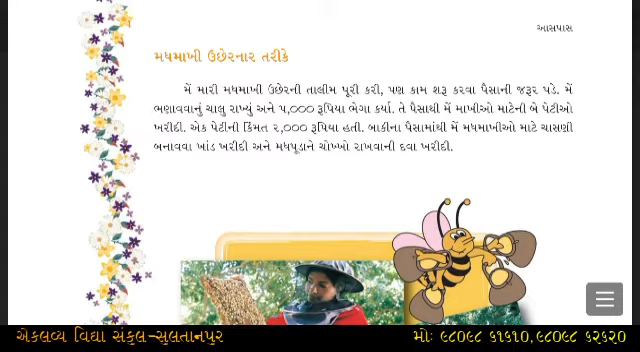 આસપાસ
મધમાખી ઉછેરનાર તરીકે
મેં મારી મધમાખી ઉછેરની તાલીમ પૂરી કરી, પણ કામ શરૂ કરવા પૈસાની જરૂર પડે. મેં
ભણાવવાનું ચાલુ રાખ્યું અને ૫,૦૦૦ રૂપિયા ભેગા કર્યા. તે પૈસાથી મેં માખીઓ માટેની બે પેટીઓ
ખરીદી. એક પેટીની કિંમત ૨,૦૦૦ રૂપિયા હતી. બાકીના પૈસામાંથી મેં મધમાખીઓ માટે ચાસણી
બનાવવા ખાંડ ખરીદી અને મધપૂડાને ચોખ્ખો રાખવાની દવા ખરીદી.
એકલવ્ય વિદ્યા સંકુલ-સુલતાનપુર મો: ૯૮૦૯૮ ૬૧૬૧૦,૯૮૦૯૮ ૬૨૬૨૦